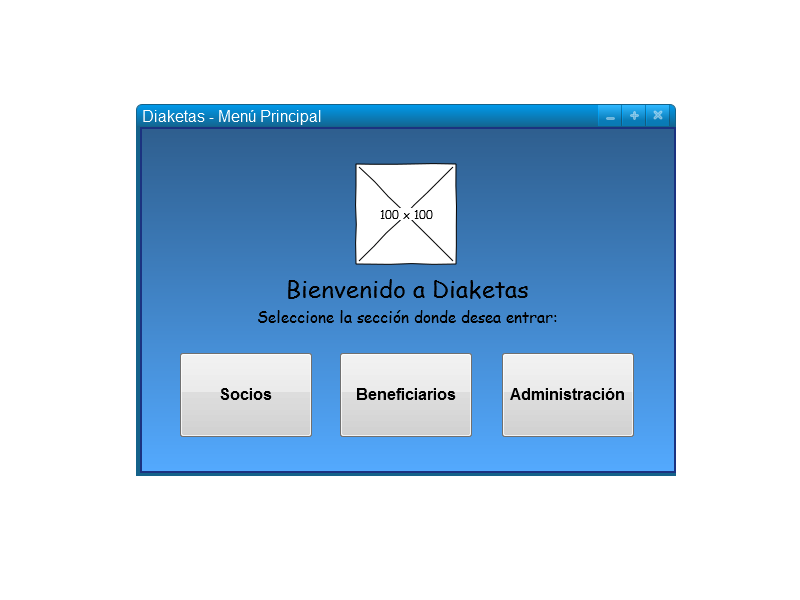 Diaketas - Menú Principal
100 x 100
Bienvenido a Diaketas
Seleccione la sección donde desea entrar:
Socios
Beneficiarios
Administración